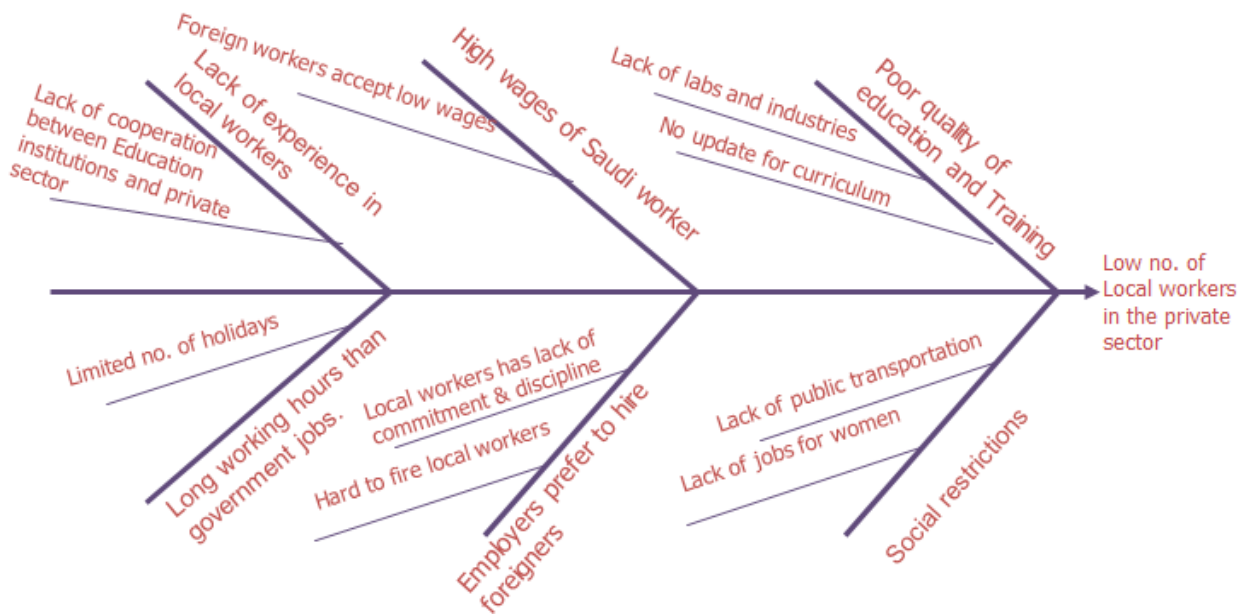 Foreign workers accept low wages
Lack of experience in
local workers
Lack of cooperation
between Education
institutions and private
sector
High wages of Saudi worker
Lack of labs and industries
No update for curriculum
Poor quality of
education and Training
Low no. of
Local workers
in the private
sector
Limited no. of holidays
Long working hours than
government jobs.
Local workers has lack of
commitment & discipline
Hard to fire local workers
Employers prefer to hire
foreigners
Lack of public transportation
Lack of jobs for women
Social restrictions